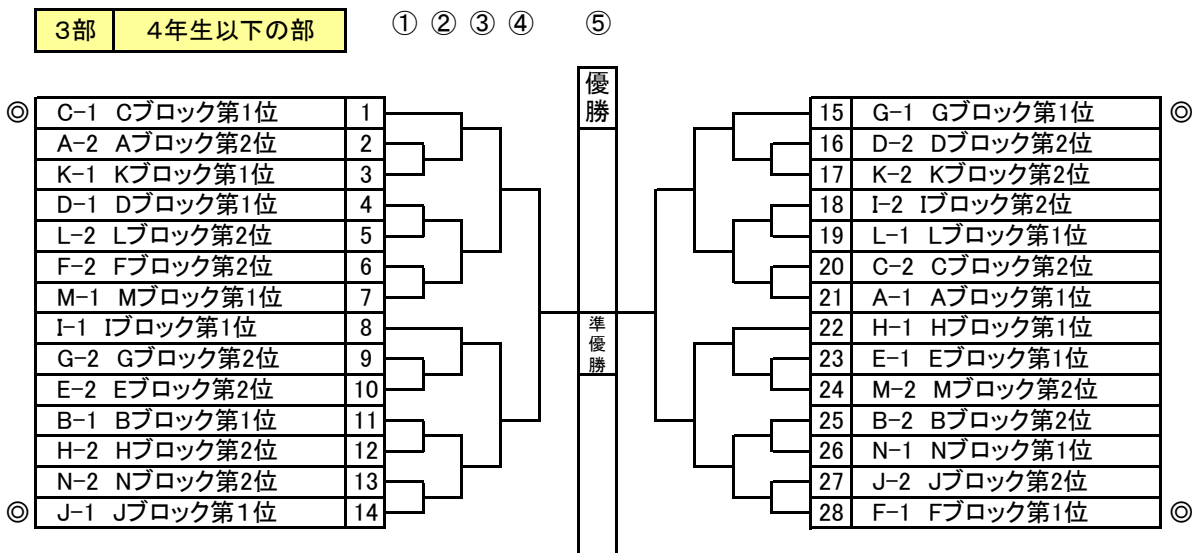 3部 4年生以下の部 ① ② ③ ④ ⑤
優勝
◎ C-1 Cブロック第1位 1 15 G-1 Gブロック第1位 ◎
A-2 Aブロック第2位 2 16 D-2 Dブロック第2位
K-1 Kブロック第1位 3 17 K-2 Kブロック第2位
D-1 Dブロック第1位 4 18 I-2 Iブロック第2位
L-2 Lブロック第2位 5 19 L-1 Lブロック第1位
F-2 Fブロック第2位 6 20 C-2 Cブロック第2位
M-1 Mブロック第1位 7 21 A-1 Aブロック第1位
I-1 Iブロック第1位 8 準優勝 22 H-1 Hブロック第1位
G-2 Gブロック第2位 9 23 E-1 Eブロック第1位
E-2 Eブロック第2位 10 24 M-2 Mブロック第2位
B-1 Bブロック第1位 11 25 B-2 Bブロック第2位
H-2 Hブロック第2位 12 26 N-1 Nブロック第1位
N-2 Nブロック第2位 13 27 J-2 Jブロック第2位
◎ J-1 Jブロック第1位 14 28 F-1 Fブロック第1位 ◎